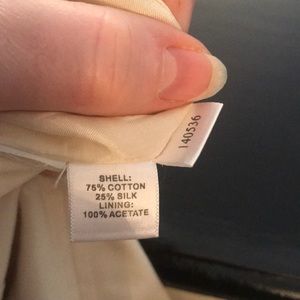 140536
SHELL:
75% COTTON
25% SILK
LINING:
100% ACETATE